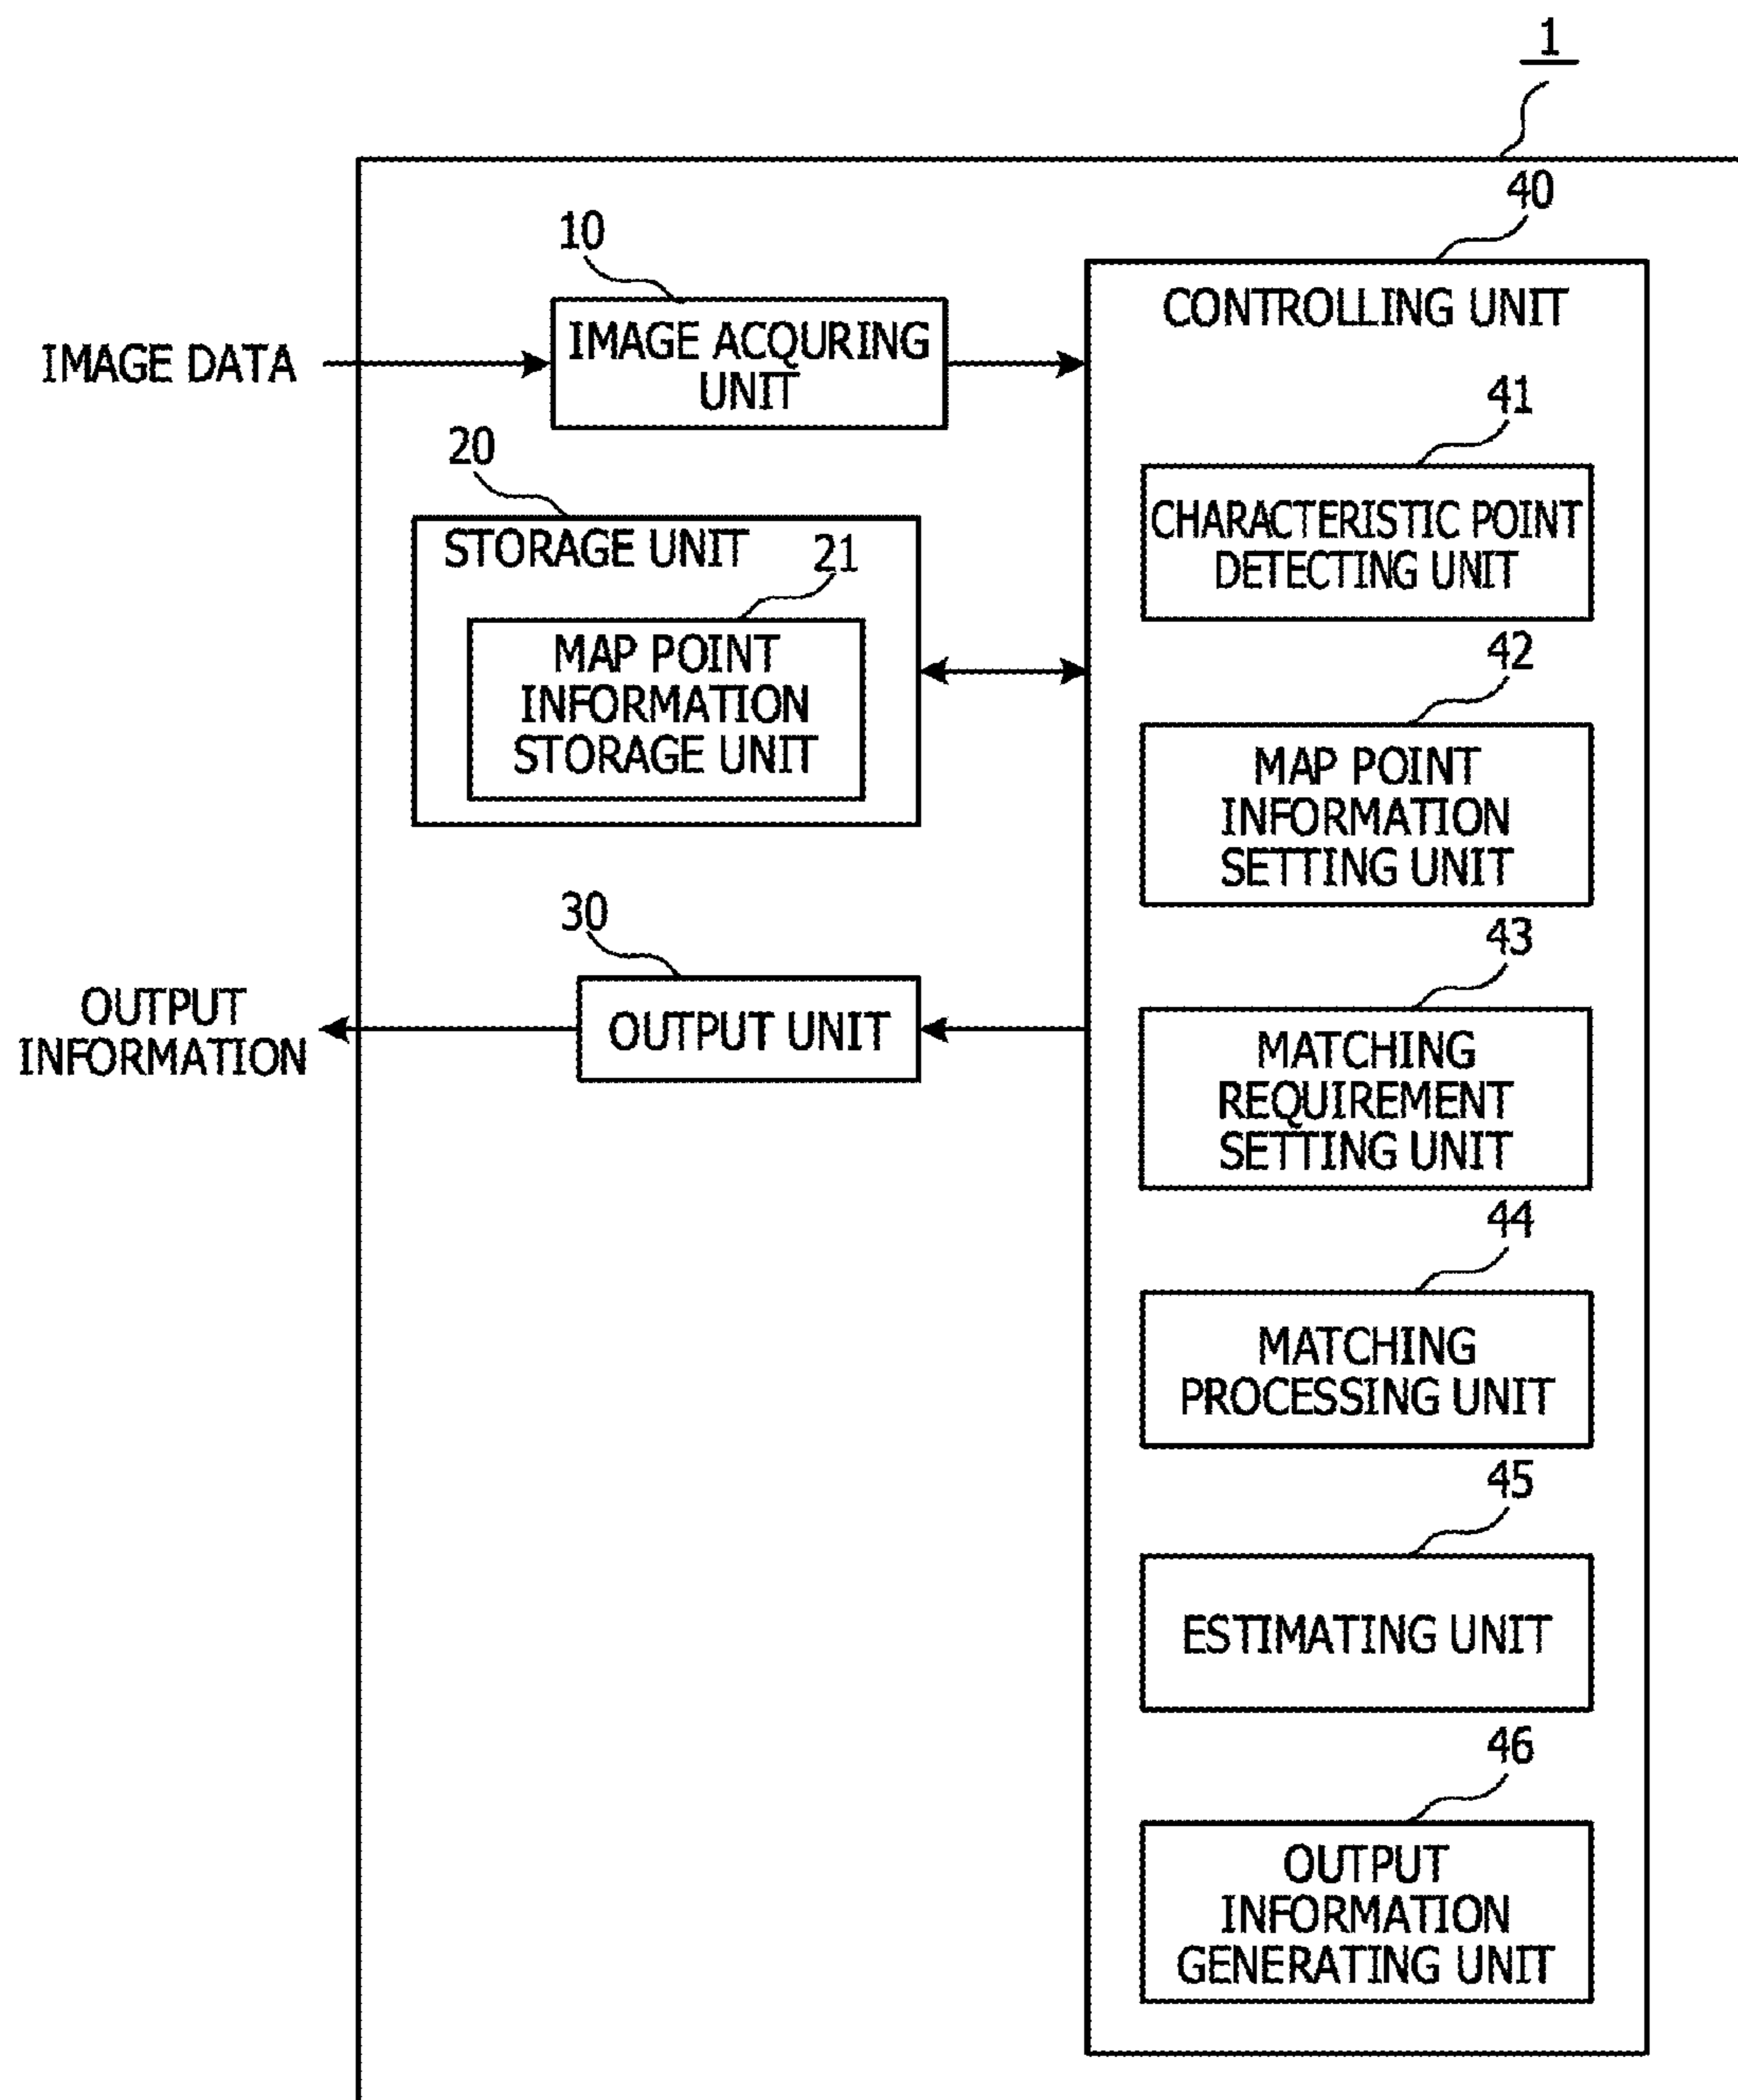 1
40
10
CONTROLLING UNIT
IMAGE DATA
IMAGE ACQURING
UNIT
41
20
CHARACTERISTIC POINT
DETECTING UNIT
STORAGE UNIT
21
MAP POINT
INFORMATION
STORAGE UNIT
42
MAP POINT
INFORMATION
SETTING UNIT
30
43
OUTPUT
INFORMATION
OUTPUT UNIT
MATCHING
REQUIREMENT
SETTING UNIT
44
MATCHING
PROCESSING UNIT
45
ESTIMATING UNIT
46
OUTPUT
INFORMATION
GENERATING UNIT